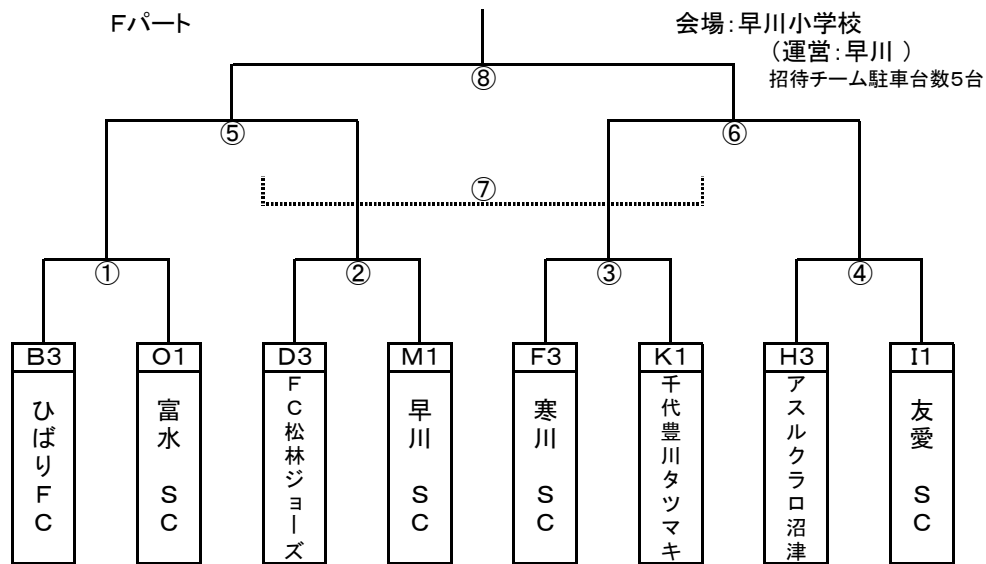 Fパート
会場:早川小学校
(運営:早川 )
招待チーム駐車台数5台
⑧
⑤
⑥
⑦
①
②
③
④
B3
O1
D3
M1
F3
K1
H3
I1
ひばりFC
富水 SC
FC松林ジョーズ
早川 SC
寒川 SC
千代豊川タツマキ
アスルクラロ沼津
友愛 SC